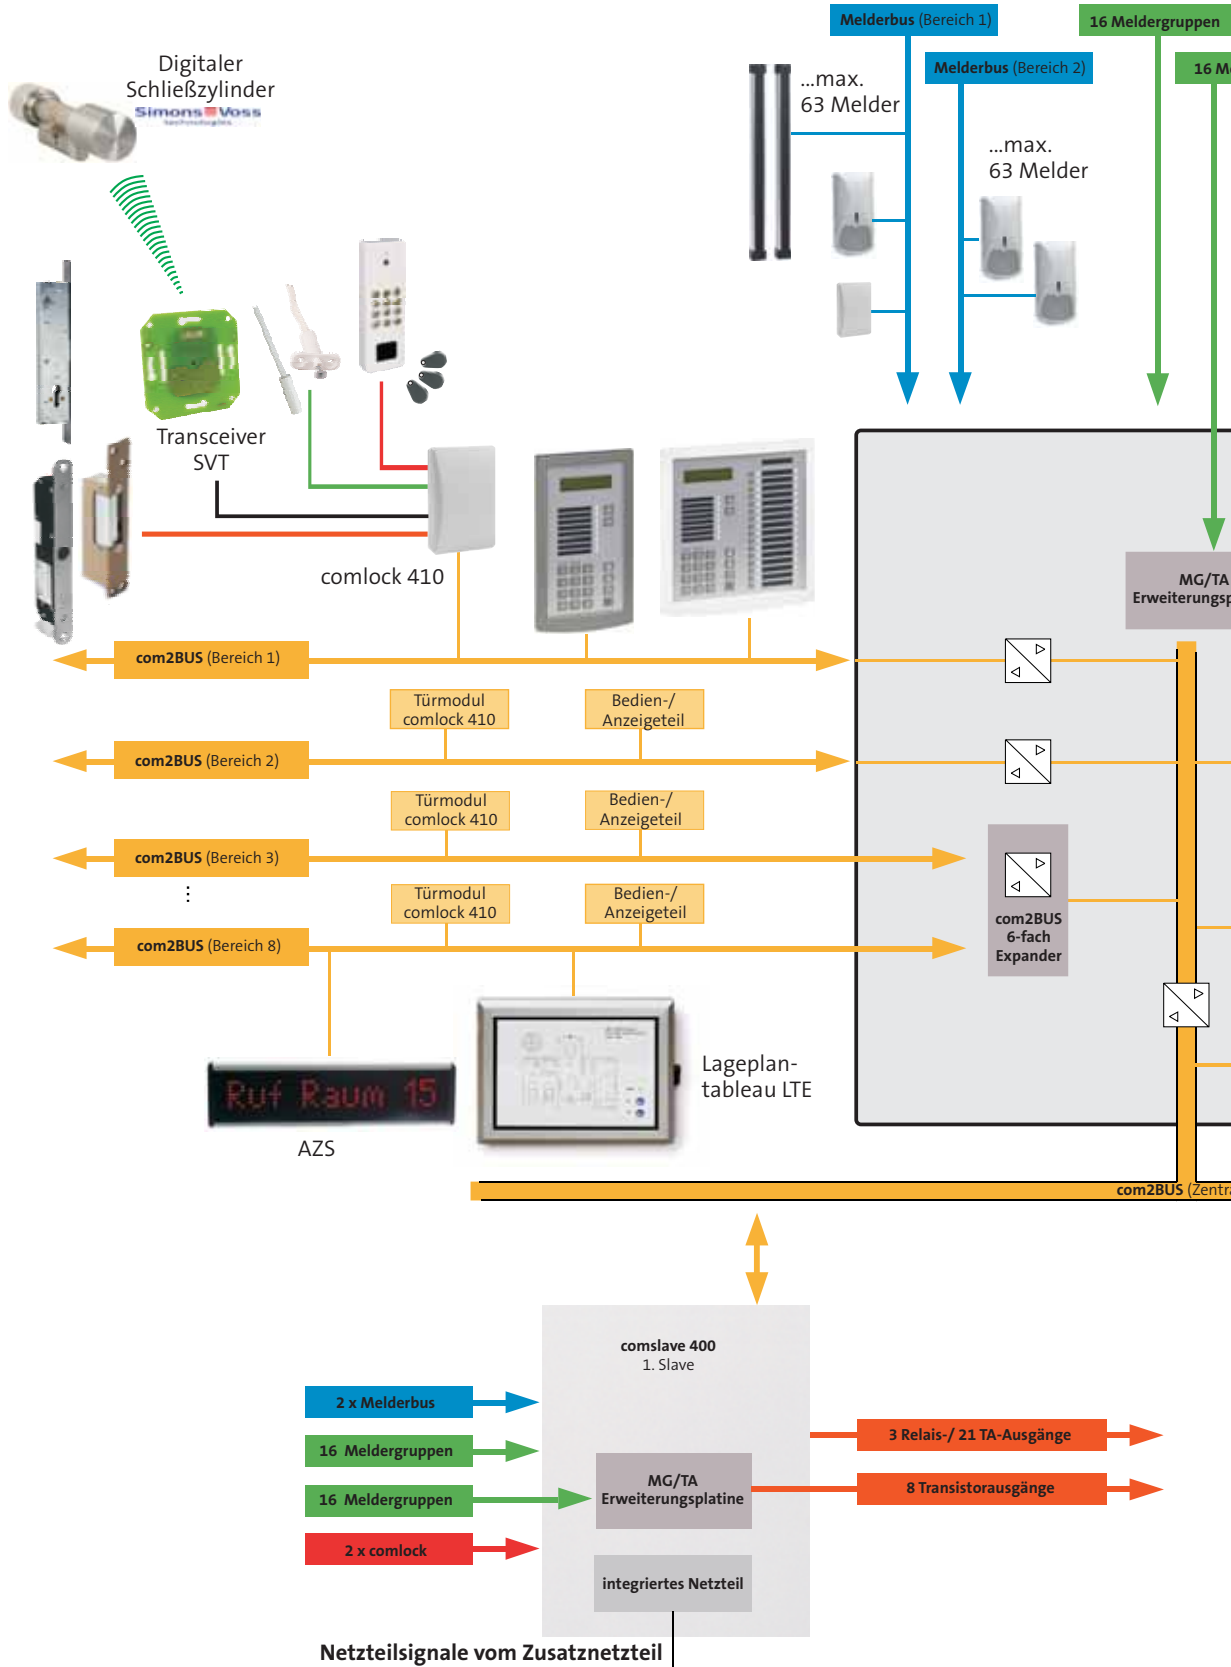 Melderbus (Bereich 1)
16 Meldergruppen
Digitaler
Schließzylinder
Simons Voss
technologies
...max.
63 Melder
Melderbus (Bereich 2)
16
...max.
63 Melder
Transceiver
SVT
comlock 410
MG/TA
com2BUS (Bereich 1)
Türmodul
comlock 410
Bedien-/
Anzeigeteil
com2BUS (Bereich 2)
Türmodul
comlock 410
Bedien-/
Anzeigeteil
com2BUS (Bereich 3)
Türmodul
comlock 410
Bedien-/
Anzeigeteil
com2BUS (Bereich 8)
com2BUS
6-fach
Expander
Ruf Raum 15
AZS
Lageplan-
tableau LTE
com2BUS
comslave 400
1. Slave
2 x Melderbus
16 Meldergruppen
3 Relais-/ 21 TA-Ausgänge
16 Meldergruppen
MG/TA
Erweiterungsplatine
8 Transistorausgänge
2 x comlock
integriertes Netzteil
Netzteilsignale vom Zusatznetzteil